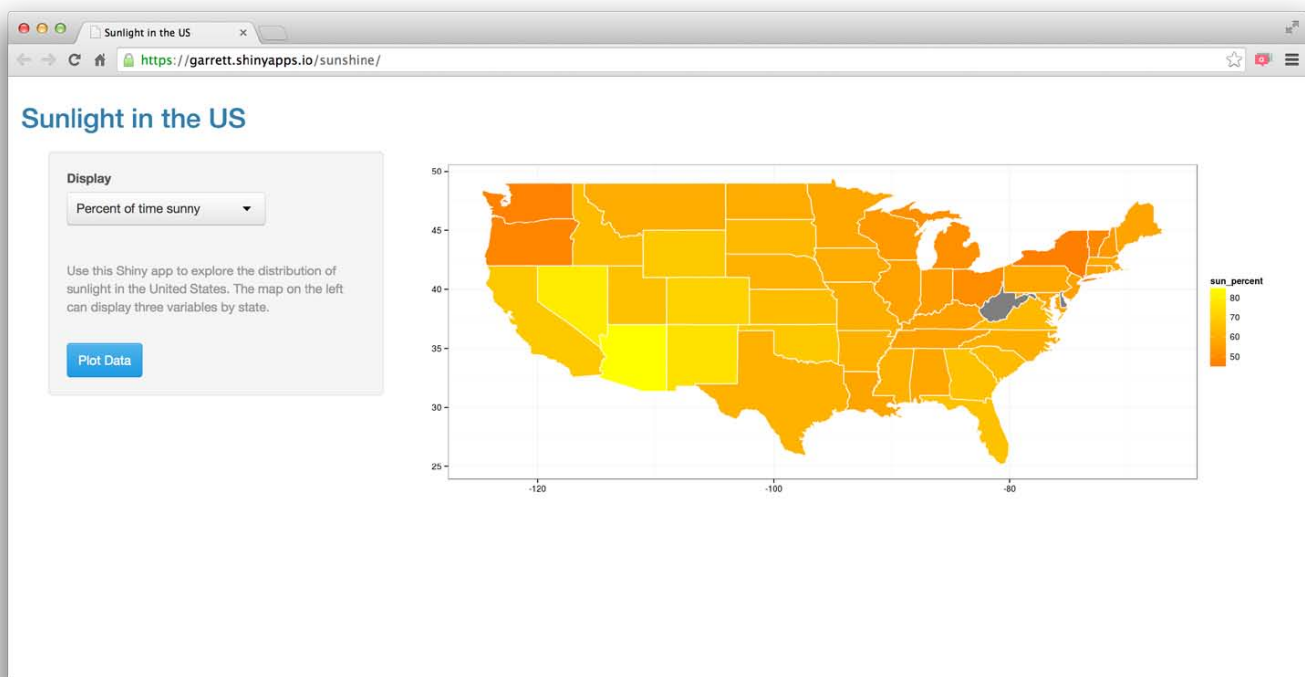 Sunlight in the US
https://garrett.shinyapps.io/sunshine/
Sunlight in the US
Display
Percent of time sunny
Use this Shiny app to explore the distribution of
sunlight in the United States. The map on the left
can display three variables by state.
Plot Data
50
45
40
35
30
25
-120
-100
-80
sun_percent
80
70
60
50